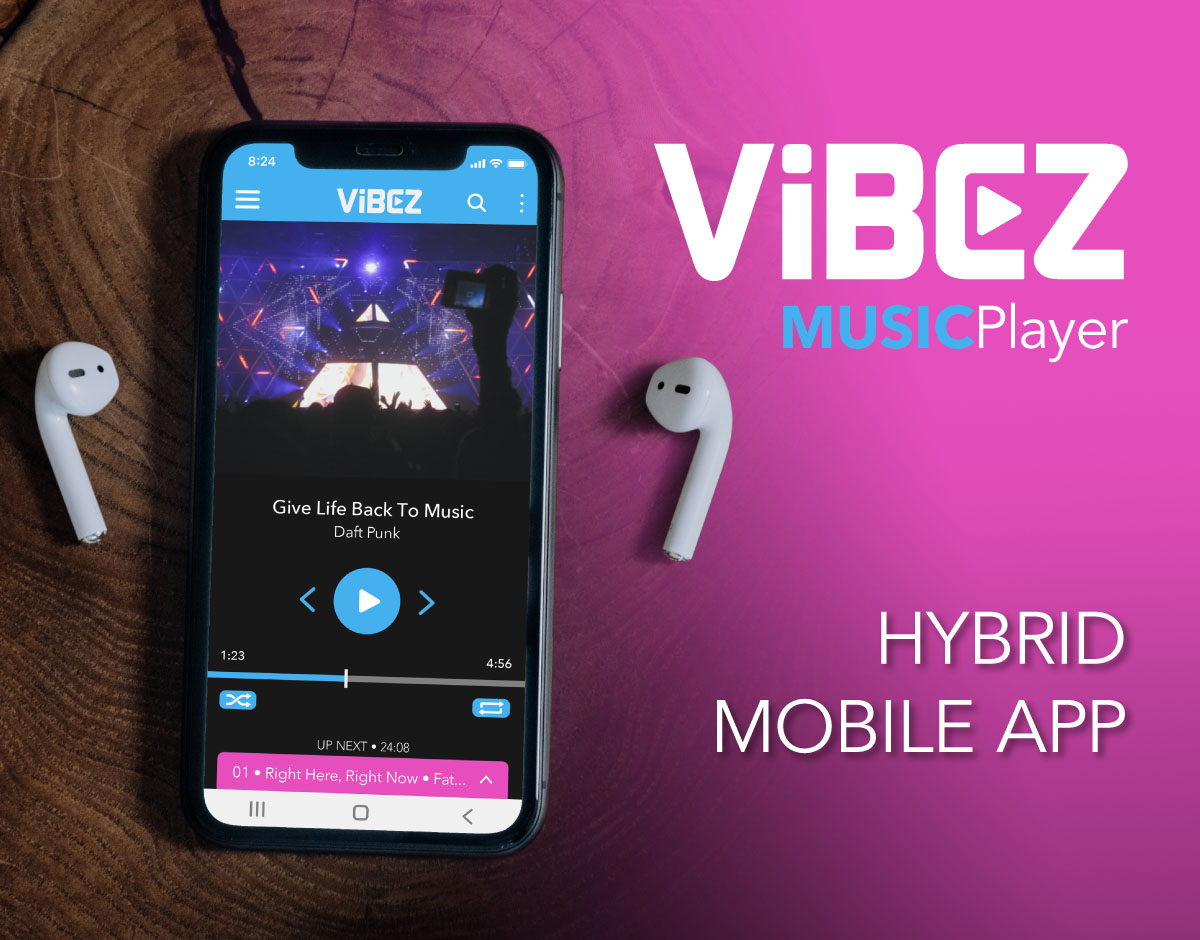 8:24
ViBEZ
Give Life Back To Music
Daft Punk
1:23
4:56
UP NEXT • 24:08
01 • Right Here, Right Now • Fat...
ViBEZ
MUSICPlayer
HYBRID
MOBILE APP